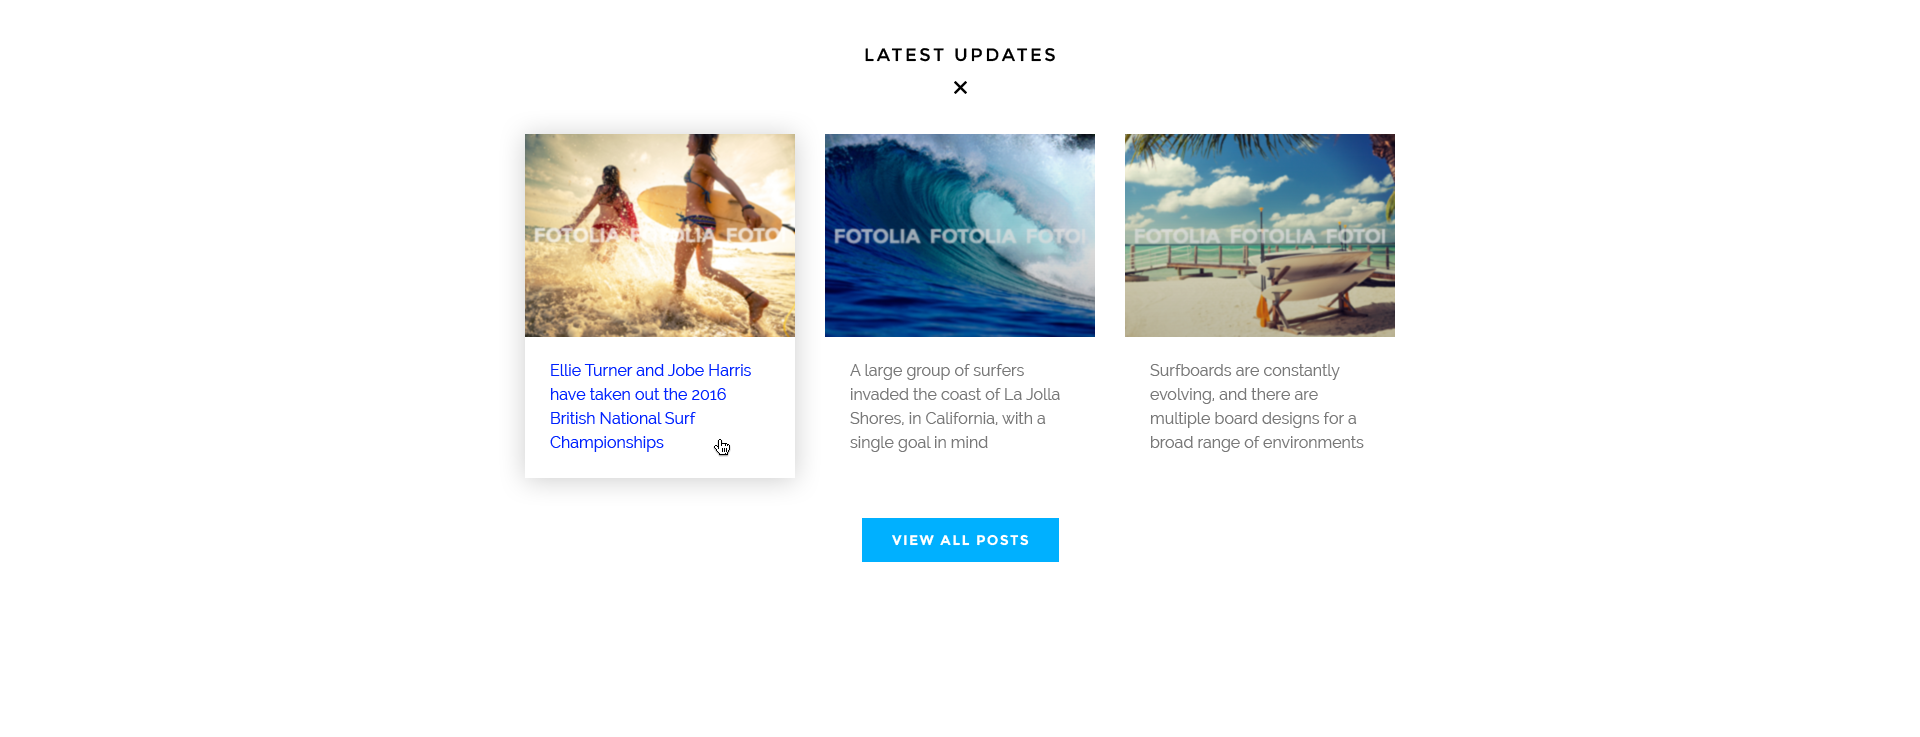 LATEST UPDATES
FOTOLIA FOTOLIA FOTO
FOTOLIA FOTOLIA FOTOl
FOTOLIA FOTOLIA FOTOl
Ellie Turner and Jobe Harris
have taken out the 2016
British National Surf
Championships
A large group of surfers
invaded the coast of La Jolla
Shores, in California, with a
single goal in mind
Surfboards are constantly
evolving, and there are
multiple board designs for a
broad range of environments
VIEW ALL POSTS